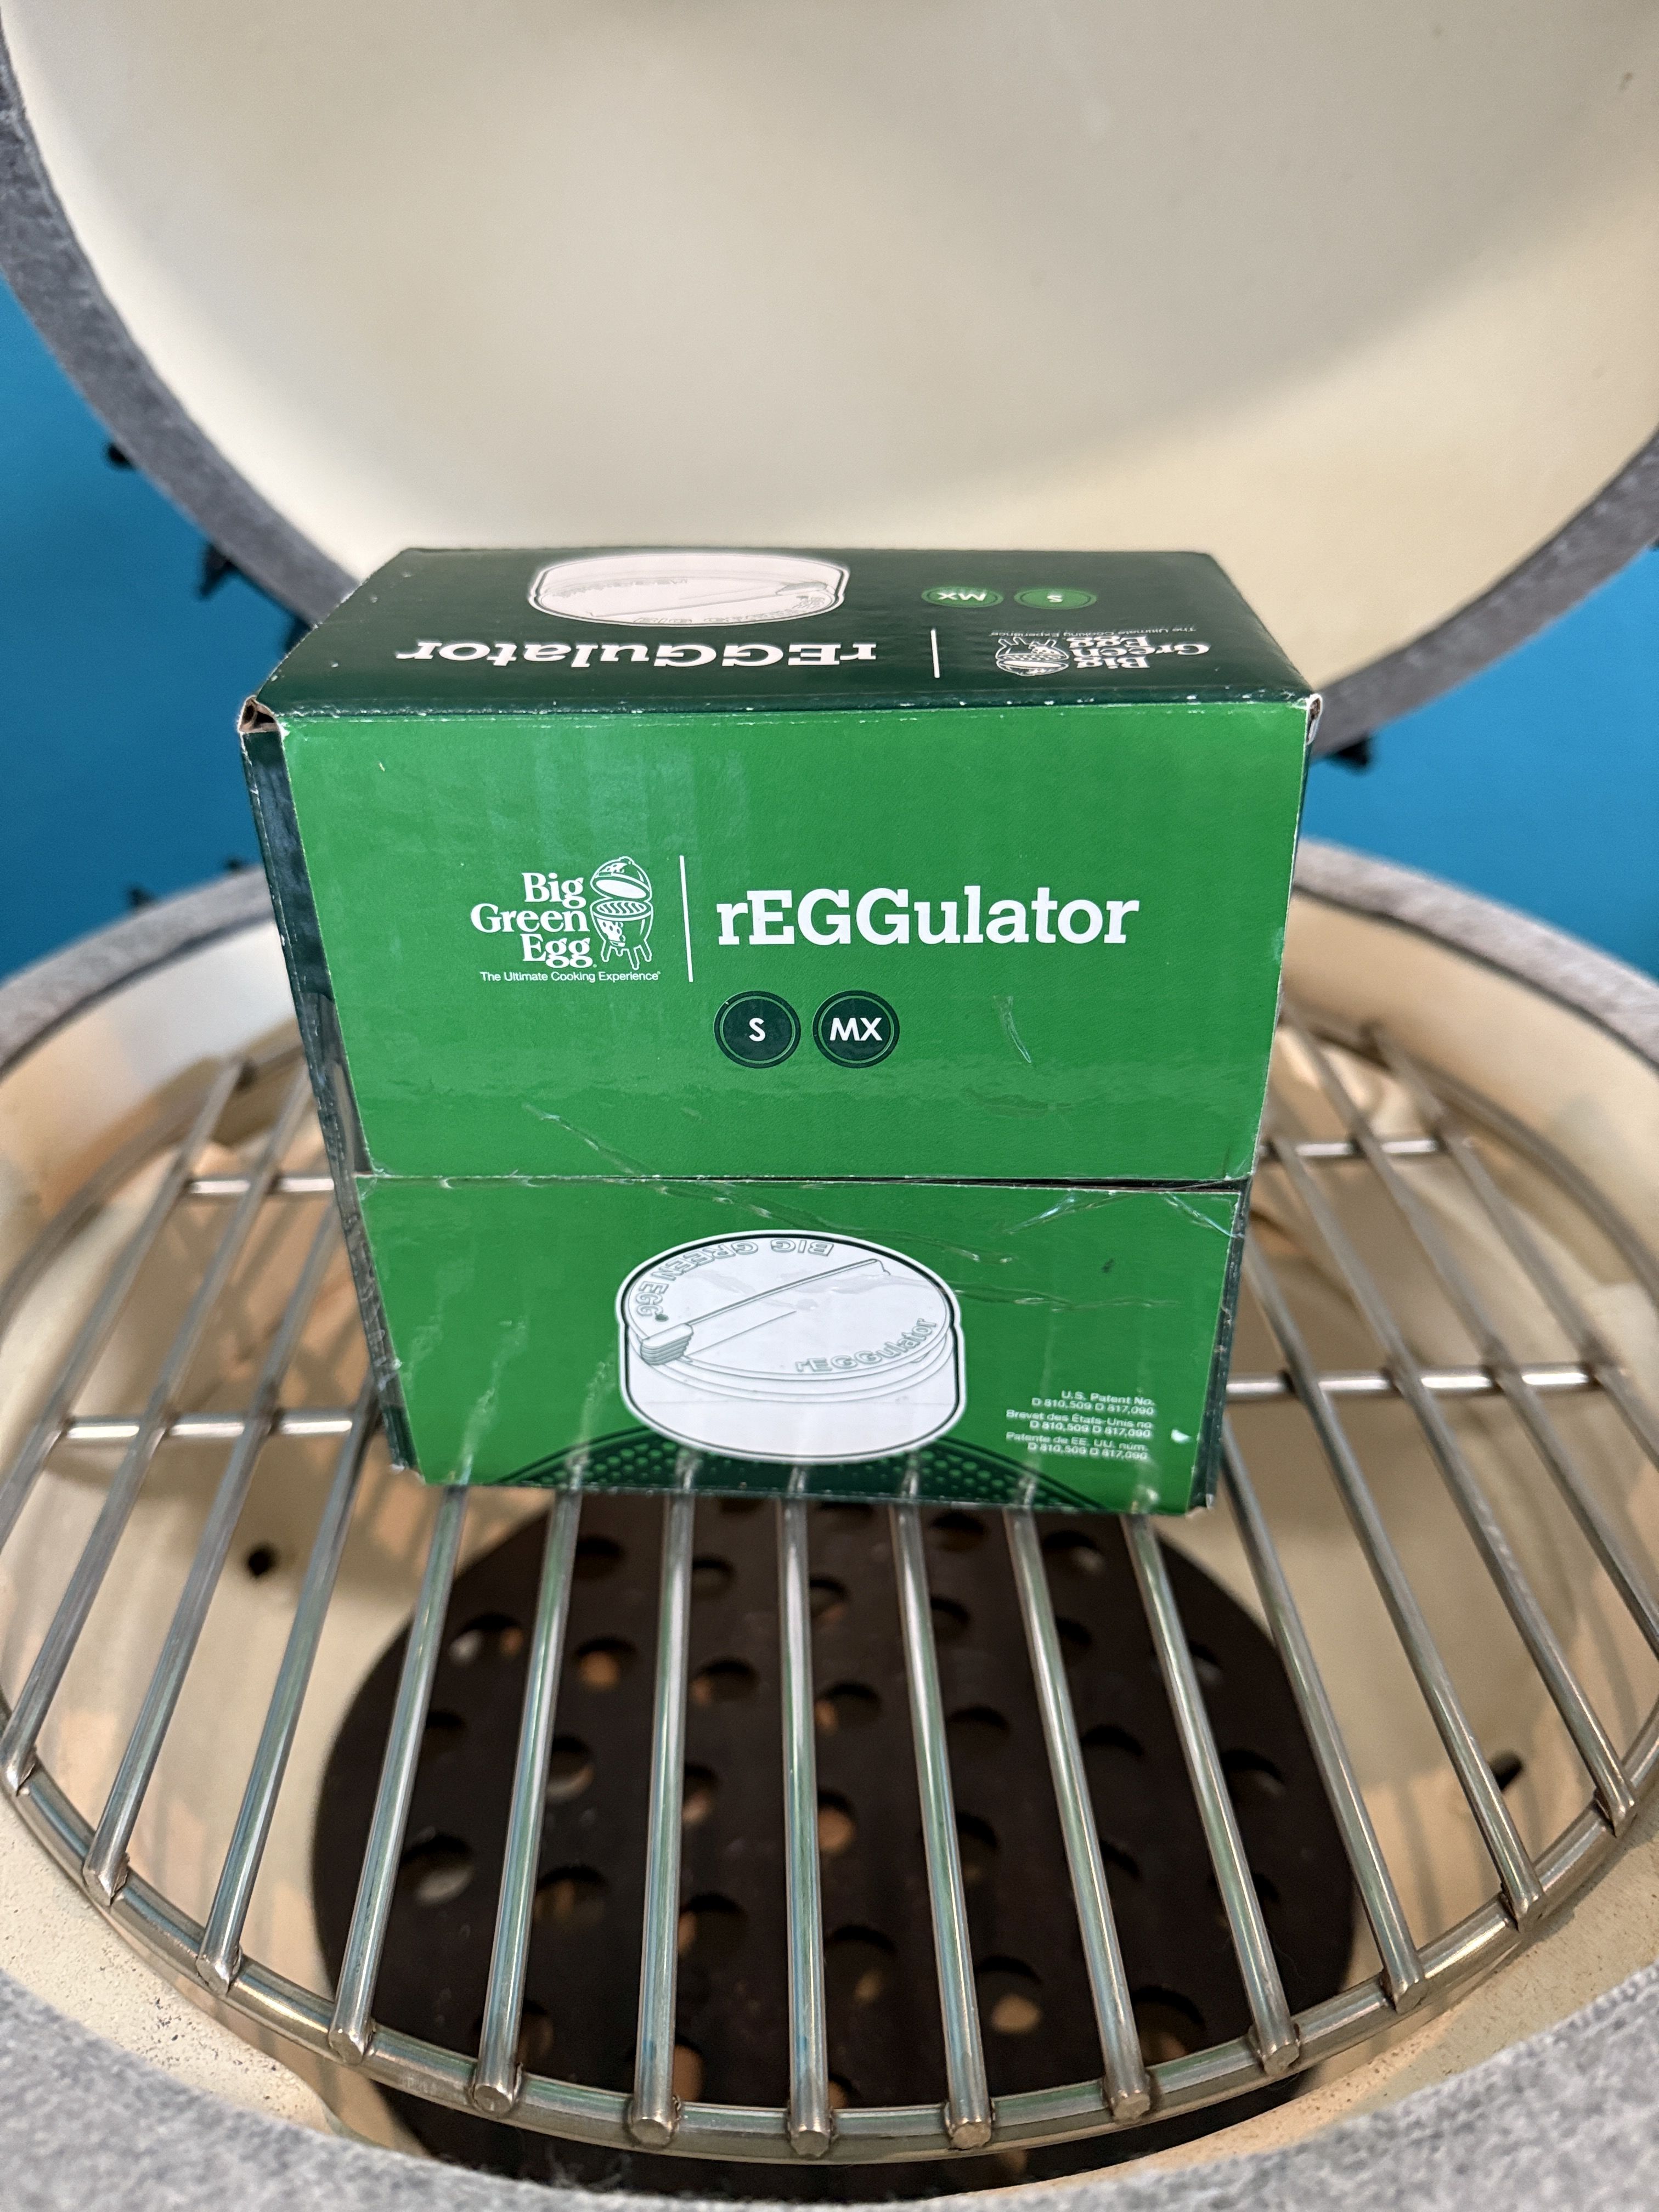 rEGGulator
MX
S
Big
Green
Egg
The Ultimate Cooking Experience
Big
Green
Egg
The Ultimate Cooking Experience®
rEGGulator
S
MX
BIG GREEN EGG
rEGGulator
U.S. Patent No.
D 810,509 D 817,090
Brevet des États-Unis no
D 810,509 D 817,090
Patente de EE. UU. núm.
D 810,509 D 817,090